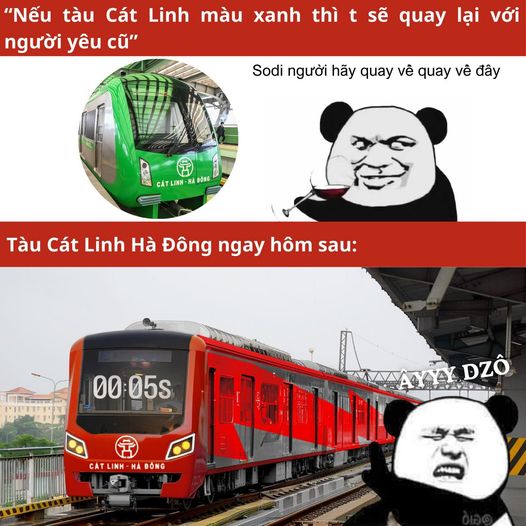 “Nếu tàu Cát Linh màu xanh thì t sẽ quay lại với
người yêu cũ”
Sodi người hãy quay về quay về đây
CÁT LINH - HÀ ĐÔNG
Tàu Cát Linh Hà Đông ngay hôm sau:
00:05s
ÂYYY DZÔ
CÁT LINH - HÀ ĐÔNG